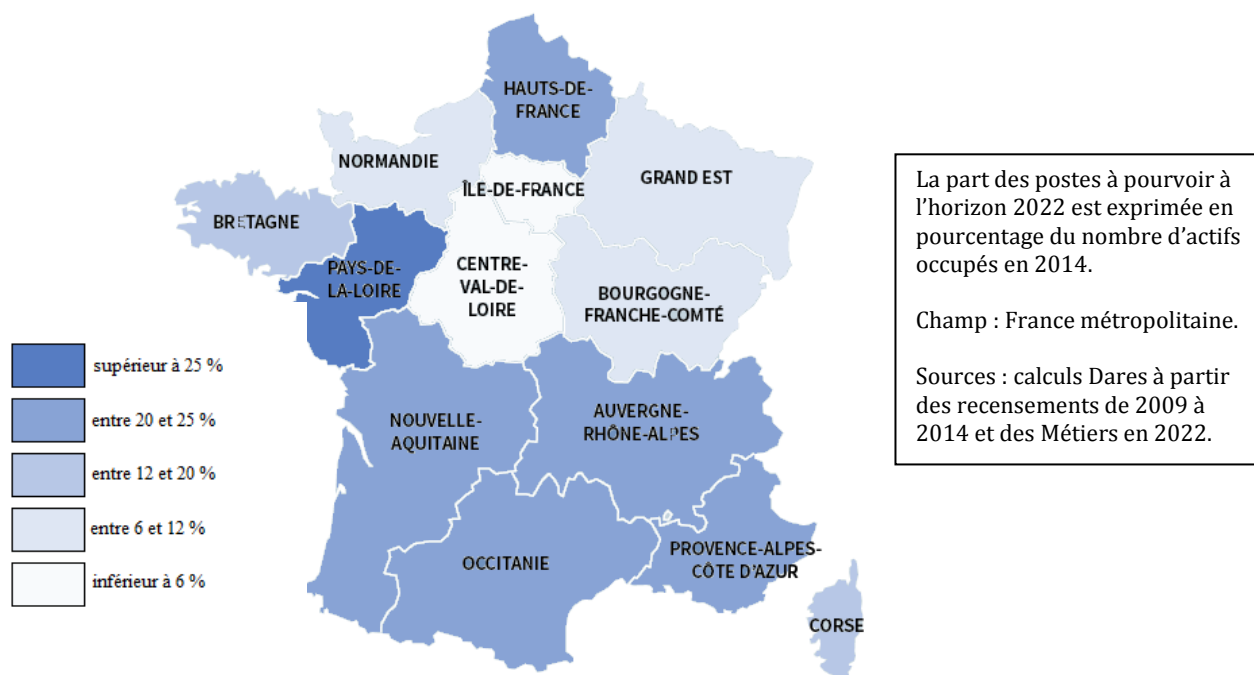 HAUTS-DE-
FRANCE
NORMANDIE
ÎLE-DE-FRANCE
GRAND EST
BRETAGNE
PAYS-DE-
LA-LOIRE
CENTRE-
VAL-DE-
LOIRE
BOURGOGNE-
FRANCHE-COMTÉ
NOUVELLE-
AQUITAINE
AUVERGNE-
RHÔNE-ALPES
OCCITANIE
PROVENCE-ALPES-
CÔTE D'AZUR
CORSE
supérieur à 25 %
entre 20 et 25 %
entre 12 et 20 %
entre 6 et 12 %
inférieur à 6 %
La part des postes à pourvoir à
l’horizon 2022 est exprimée en
pourcentage du nombre d’actifs
occupés en 2014.
Champ : France métropolitaine.
Sources : calculs Dares à partir
des recensements de 2009 à
2014 et des Métiers en 2022.